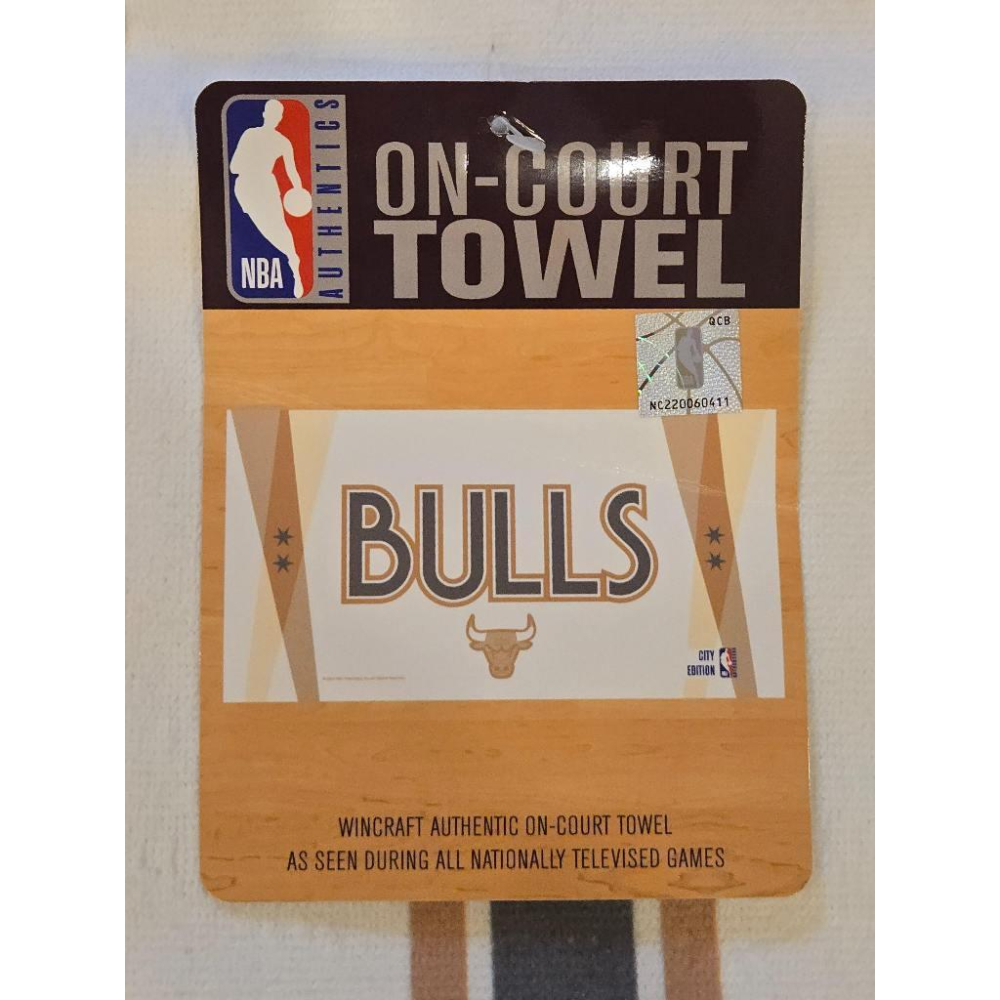 NBA
AUTHENTICS
ON-COURT
TOWEL
QCB
NC220060411
BULLS
CITY
EDITION
WINCRAFT AUTHENTIC ON-COURT TOWEL
AS SEEN DURING ALL NATIONALLY TELEVISED GAMES